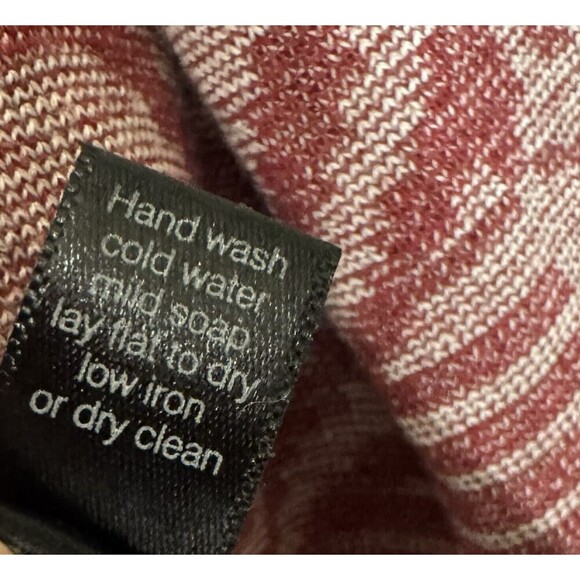 Hand wash
cold water
mild soap
lay flat to dry
low iron
or dry clean